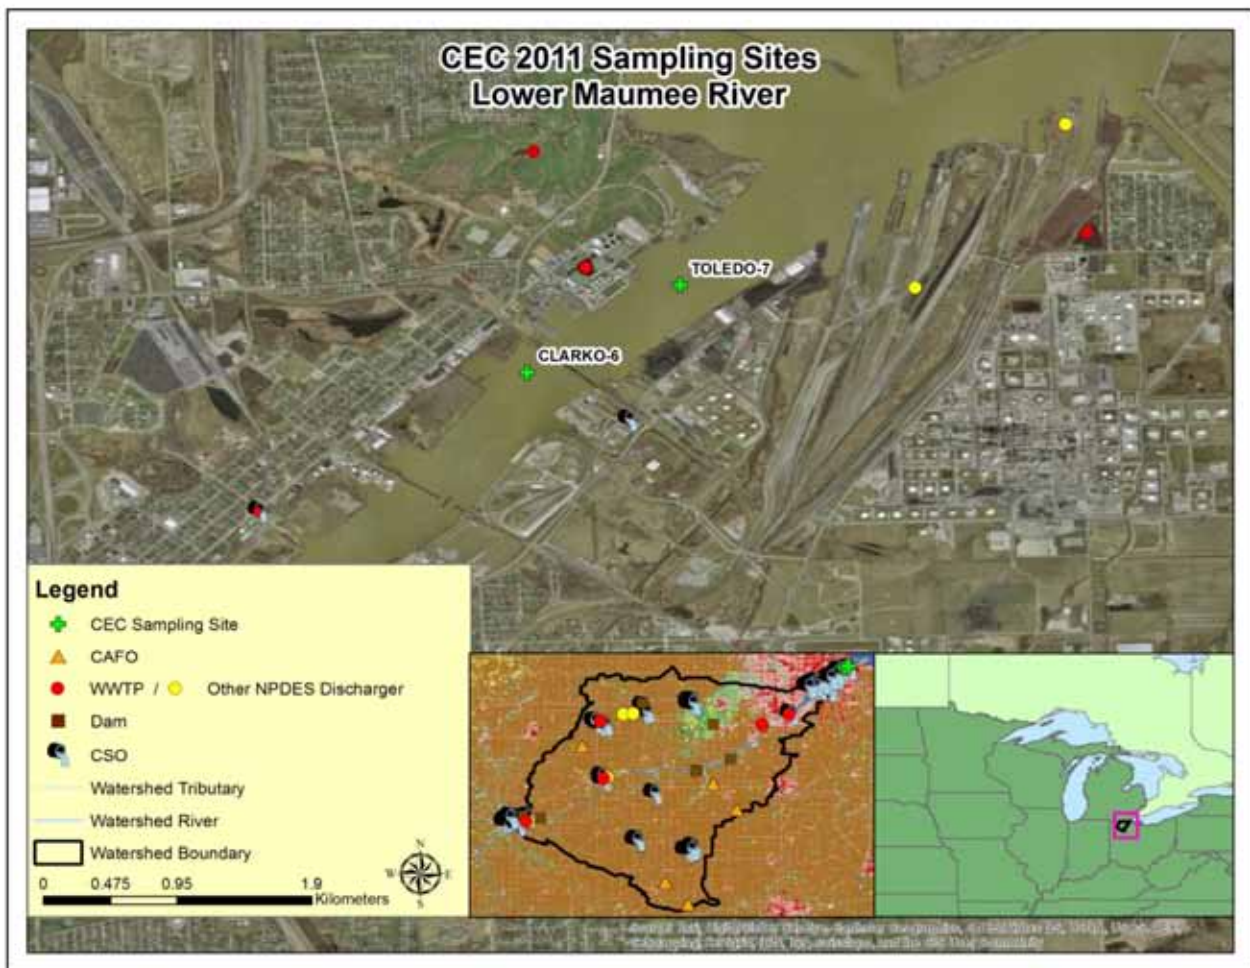 CEC 2011 Sampling Sites
Lower Maumee River
TOLEDO-7
CLARKO-6
Legend
CEC Sampling Site
CAFO
WWTP / Other NPDES Discharger
Dam
CSO
Watershed Tributary
Watershed River
Watershed Boundary
N
W E
S
0 0.475 0.95 1.9
Kilometers